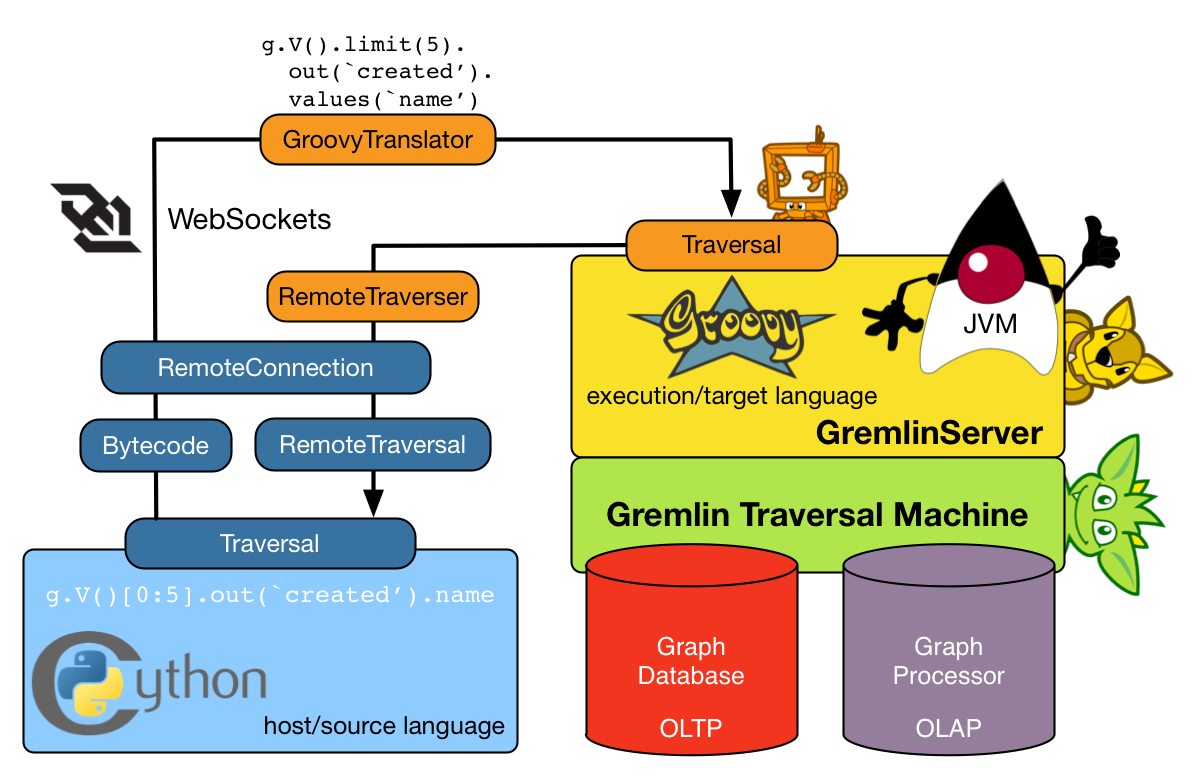 g.V().limit(5).
out(`created’).
values(`name’)
GroovyTranslator
WebSockets
Traversal
RemoteTraverser
Groovy
JVM
RemoteConnection
execution/target language
GremlinServer
Bytecode
RemoteTraversal
Gremlin Traversal Machine
Traversal
g.V()[0:5].out(`created’).name
Cython
host/source language
Graph
Database
OLTP
Graph
Processor
OLAP